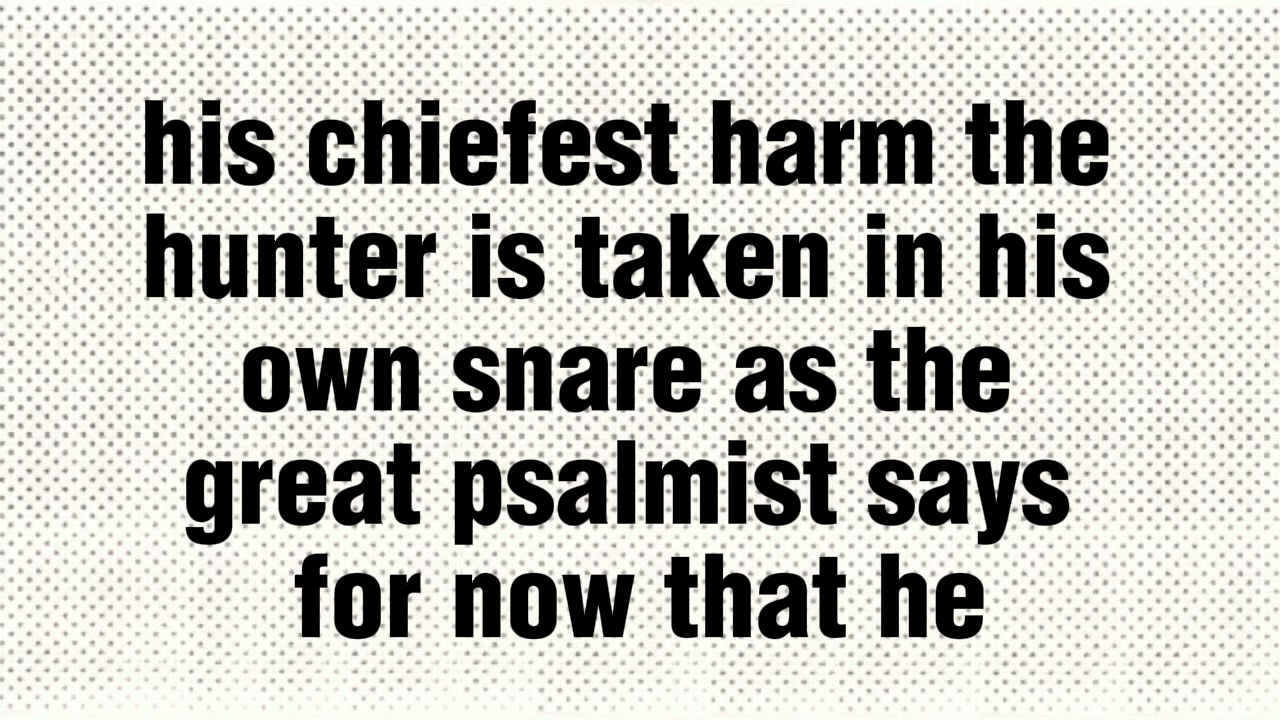 his chiefest harm the
hunter is taken in his
own snare as the
great psalmist says
for now that he